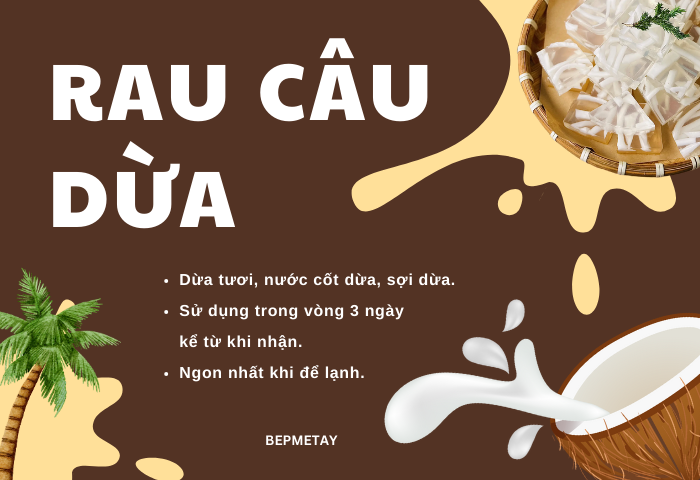 RAU CÂU
DỪA
• Dừa tươi, nước cốt dừa, sợi dừa.
• Sử dụng trong vòng 3 ngày
kể từ khi nhận.
• Ngon nhất khi để lạnh.
BEPMETAY